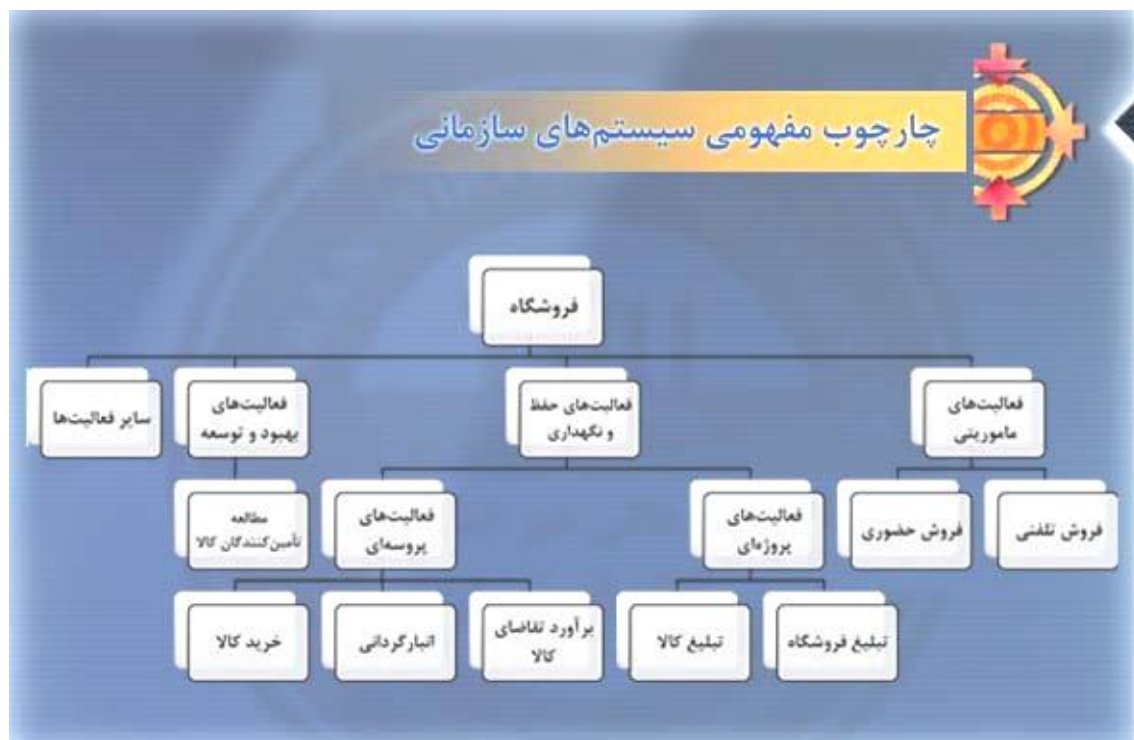 چارچوب مفهومی سیستم‌های سازمانی
فروشگاه
فعالیت‌های
ماموریتی
فعالیت‌های حفظ
و نگهداری
فعالیت‌های
بهبود و توسعه
سایر فعالیت‌ها
فروش تلفنی
فروش حضوری
فعالیت‌های
پروژه‌ای
فعالیت‌های
پروسه‌ای
مطالعه
تأمین‌کنندگان کالا
تبلیغ فروشگاه
تبلیغ کالا
برآورد تقاضای
کالا
انبارگردانی
خرید کالا